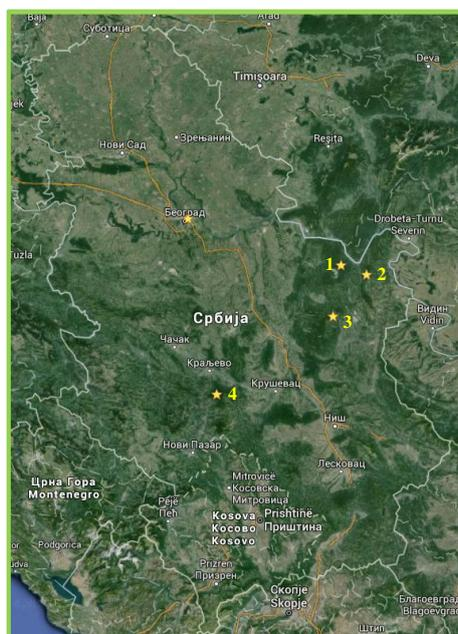 Baja
Arad
Суботица
Deva
Timișoara
Зрењанин
Reșița
Нови Сад
Београд
Drobeta-Turnu
Severin
1
2
Видин
Vidin
3
Србија
Чачак
Краљево
4
Крушевац
Ниш
Нови Пазар
Лесковац
Црна Гора
Montenegro
Mitrovicë
Косовска
Митровица
Pejë
Пећ
Kosova
Косово
Kosovo
Prishtinë
Приштина
Podgorica
Prizren
Призрен
Скопје
Skopje
Благоевград
Blagoevgrad
Штип